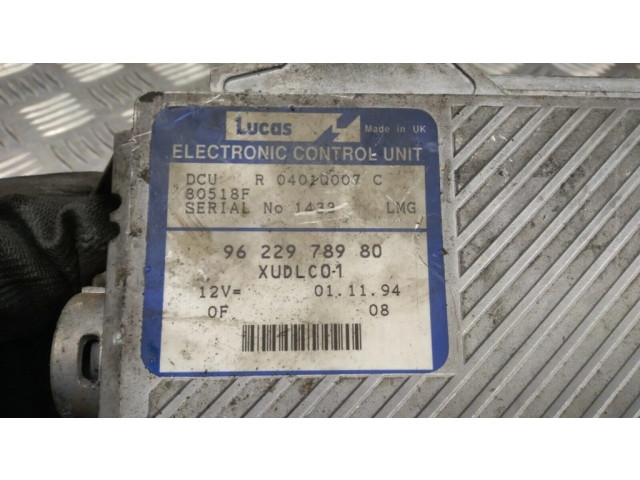 Lucas
Made in UK
ELECTRONIC CONTROL UNIT
DCU R 04010007 C
80518F
SERIAL No 1433 LMG
96 229 789 80
XUDLC0-1
12V= 01.11.94
0F 08